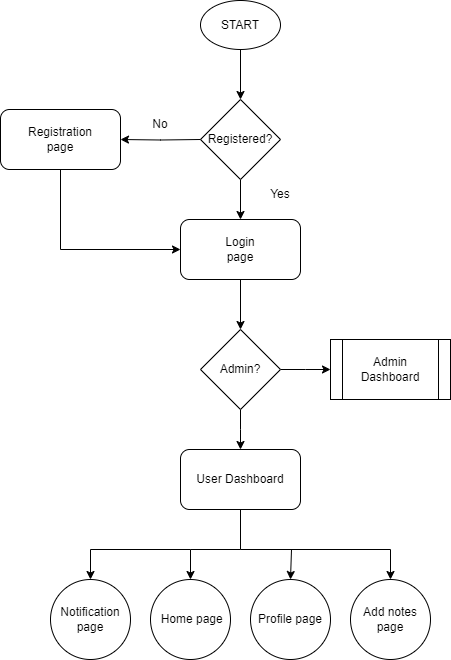 START
Registered?
No
Registration
page
Yes
Login
page
Admin?
Admin
Dashboard
User Dashboard
Notification
page
Home page
Profile page
Add notes
page